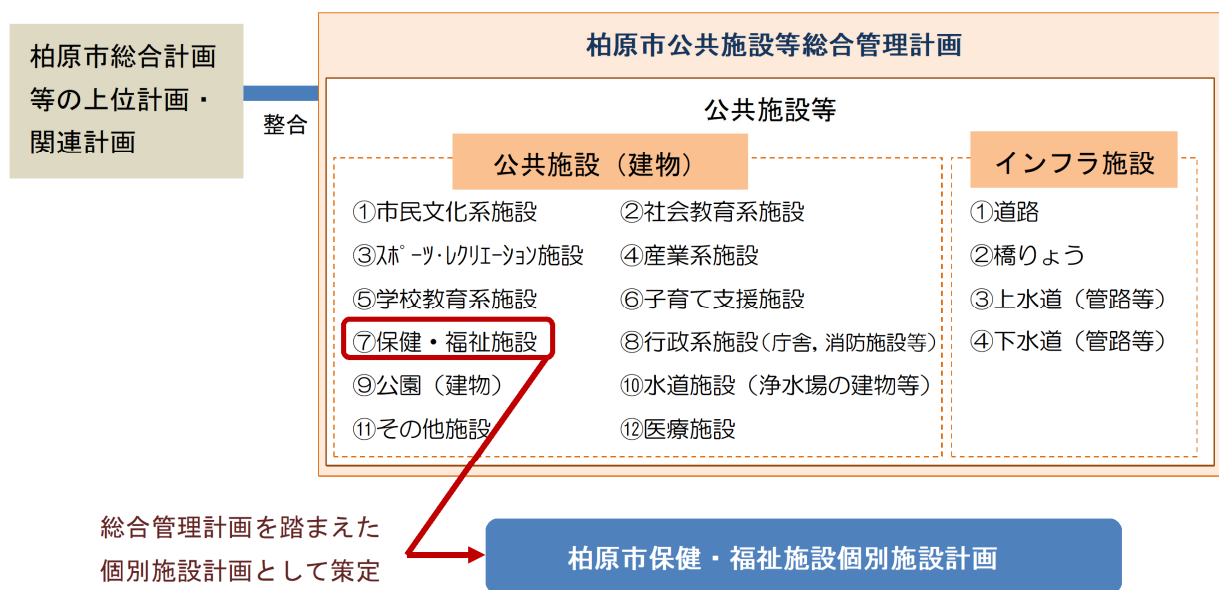 柏原市総合計画
等の上位計画・
関連計画
整合
柏原市公共施設等総合管理計画
公共施設等
公共施設（建物）
①市民文化系施設
②社会教育系施設
③ｽﾎﾟｰﾂ･ﾚｸﾘｴｰｼｮﾝ施設
④産業系施設
⑤学校教育系施設
⑥子育て支援施設
⑦保健・福祉施設
⑧行政系施設（庁舎，消防施設等）
⑨公園（建物）
⑩水道施設（浄水場の建物等）
⑪その他施設
⑫医療施設
インフラ施設
①道路
②橋りょう
③上水道（管路等）
④下水道（管路等）
総合管理計画を踏まえた
個別施設計画として策定
柏原市保健・福祉施設個別施設計画